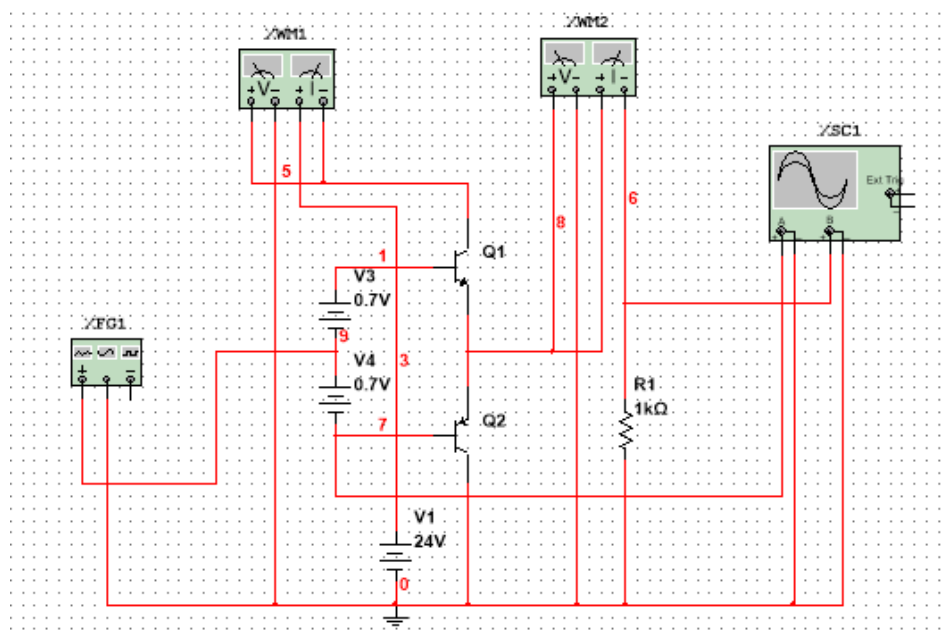 XWM1
XWM2
+ V − + I −
+ V − + I −
XSC1
Ext Trig
+
−
A
B
+ − + −
5
6
8
1
Q1
V3
0.7V
XFG1
9
3
V4
0.7V
+ −
R1
1kΩ
7
Q2
V1
24V
0